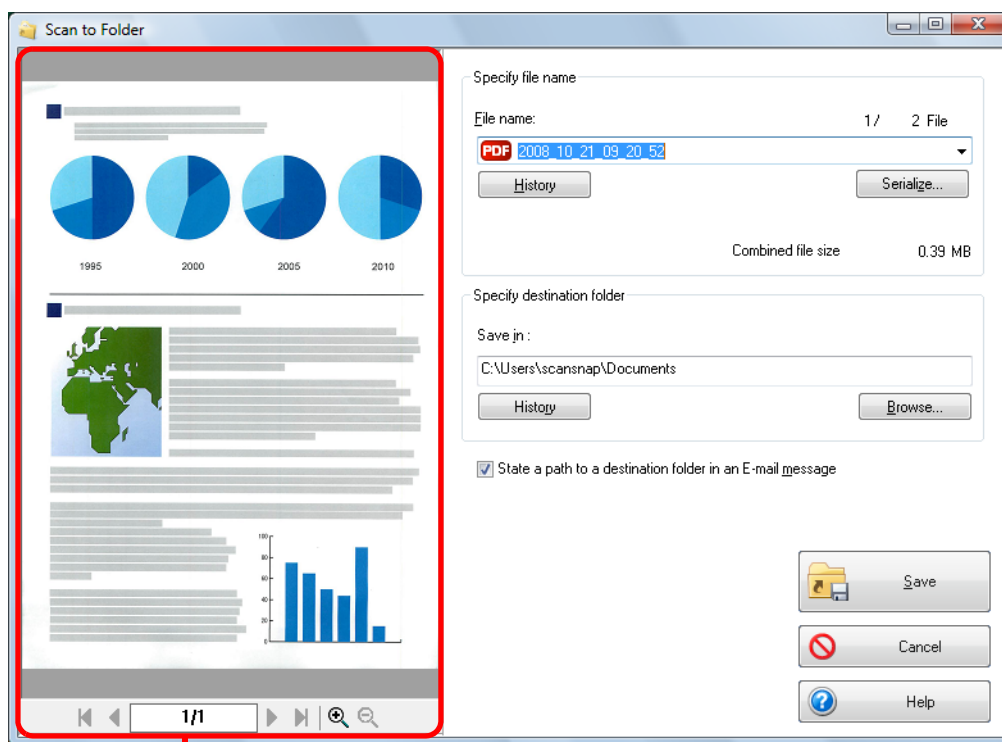 Scan to Folder
1995 2000 2005 2010
100
80
60
40
20
0
1/1
Specify file name
File name: 1/ 2 File
PDF 2008_10_21_09_20_52
History Serialize...
Combined file size 0.39 MB
Specify destination folder
Save in :
C:\Users\scansnap\Documents
History Browse...
State a path to a destination folder in an E-mail message
Save
Cancel
Help